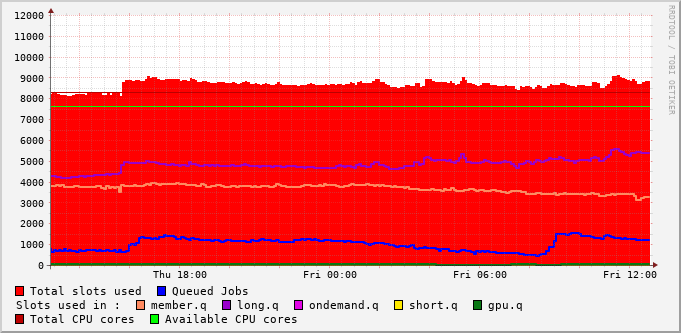 12000
11000
10000
9000
8000
7000
6000
5000
4000
3000
2000
1000
0
Thu 18:00 Fri 00:00 Fri 06:00 Fri 12:00
RRDTOOL / TOBI OETIKER
Total slots used Queued Jobs
Slots used in : member.q long.q ondemand.q short.q gpu.q
Total CPU cores Available CPU cores